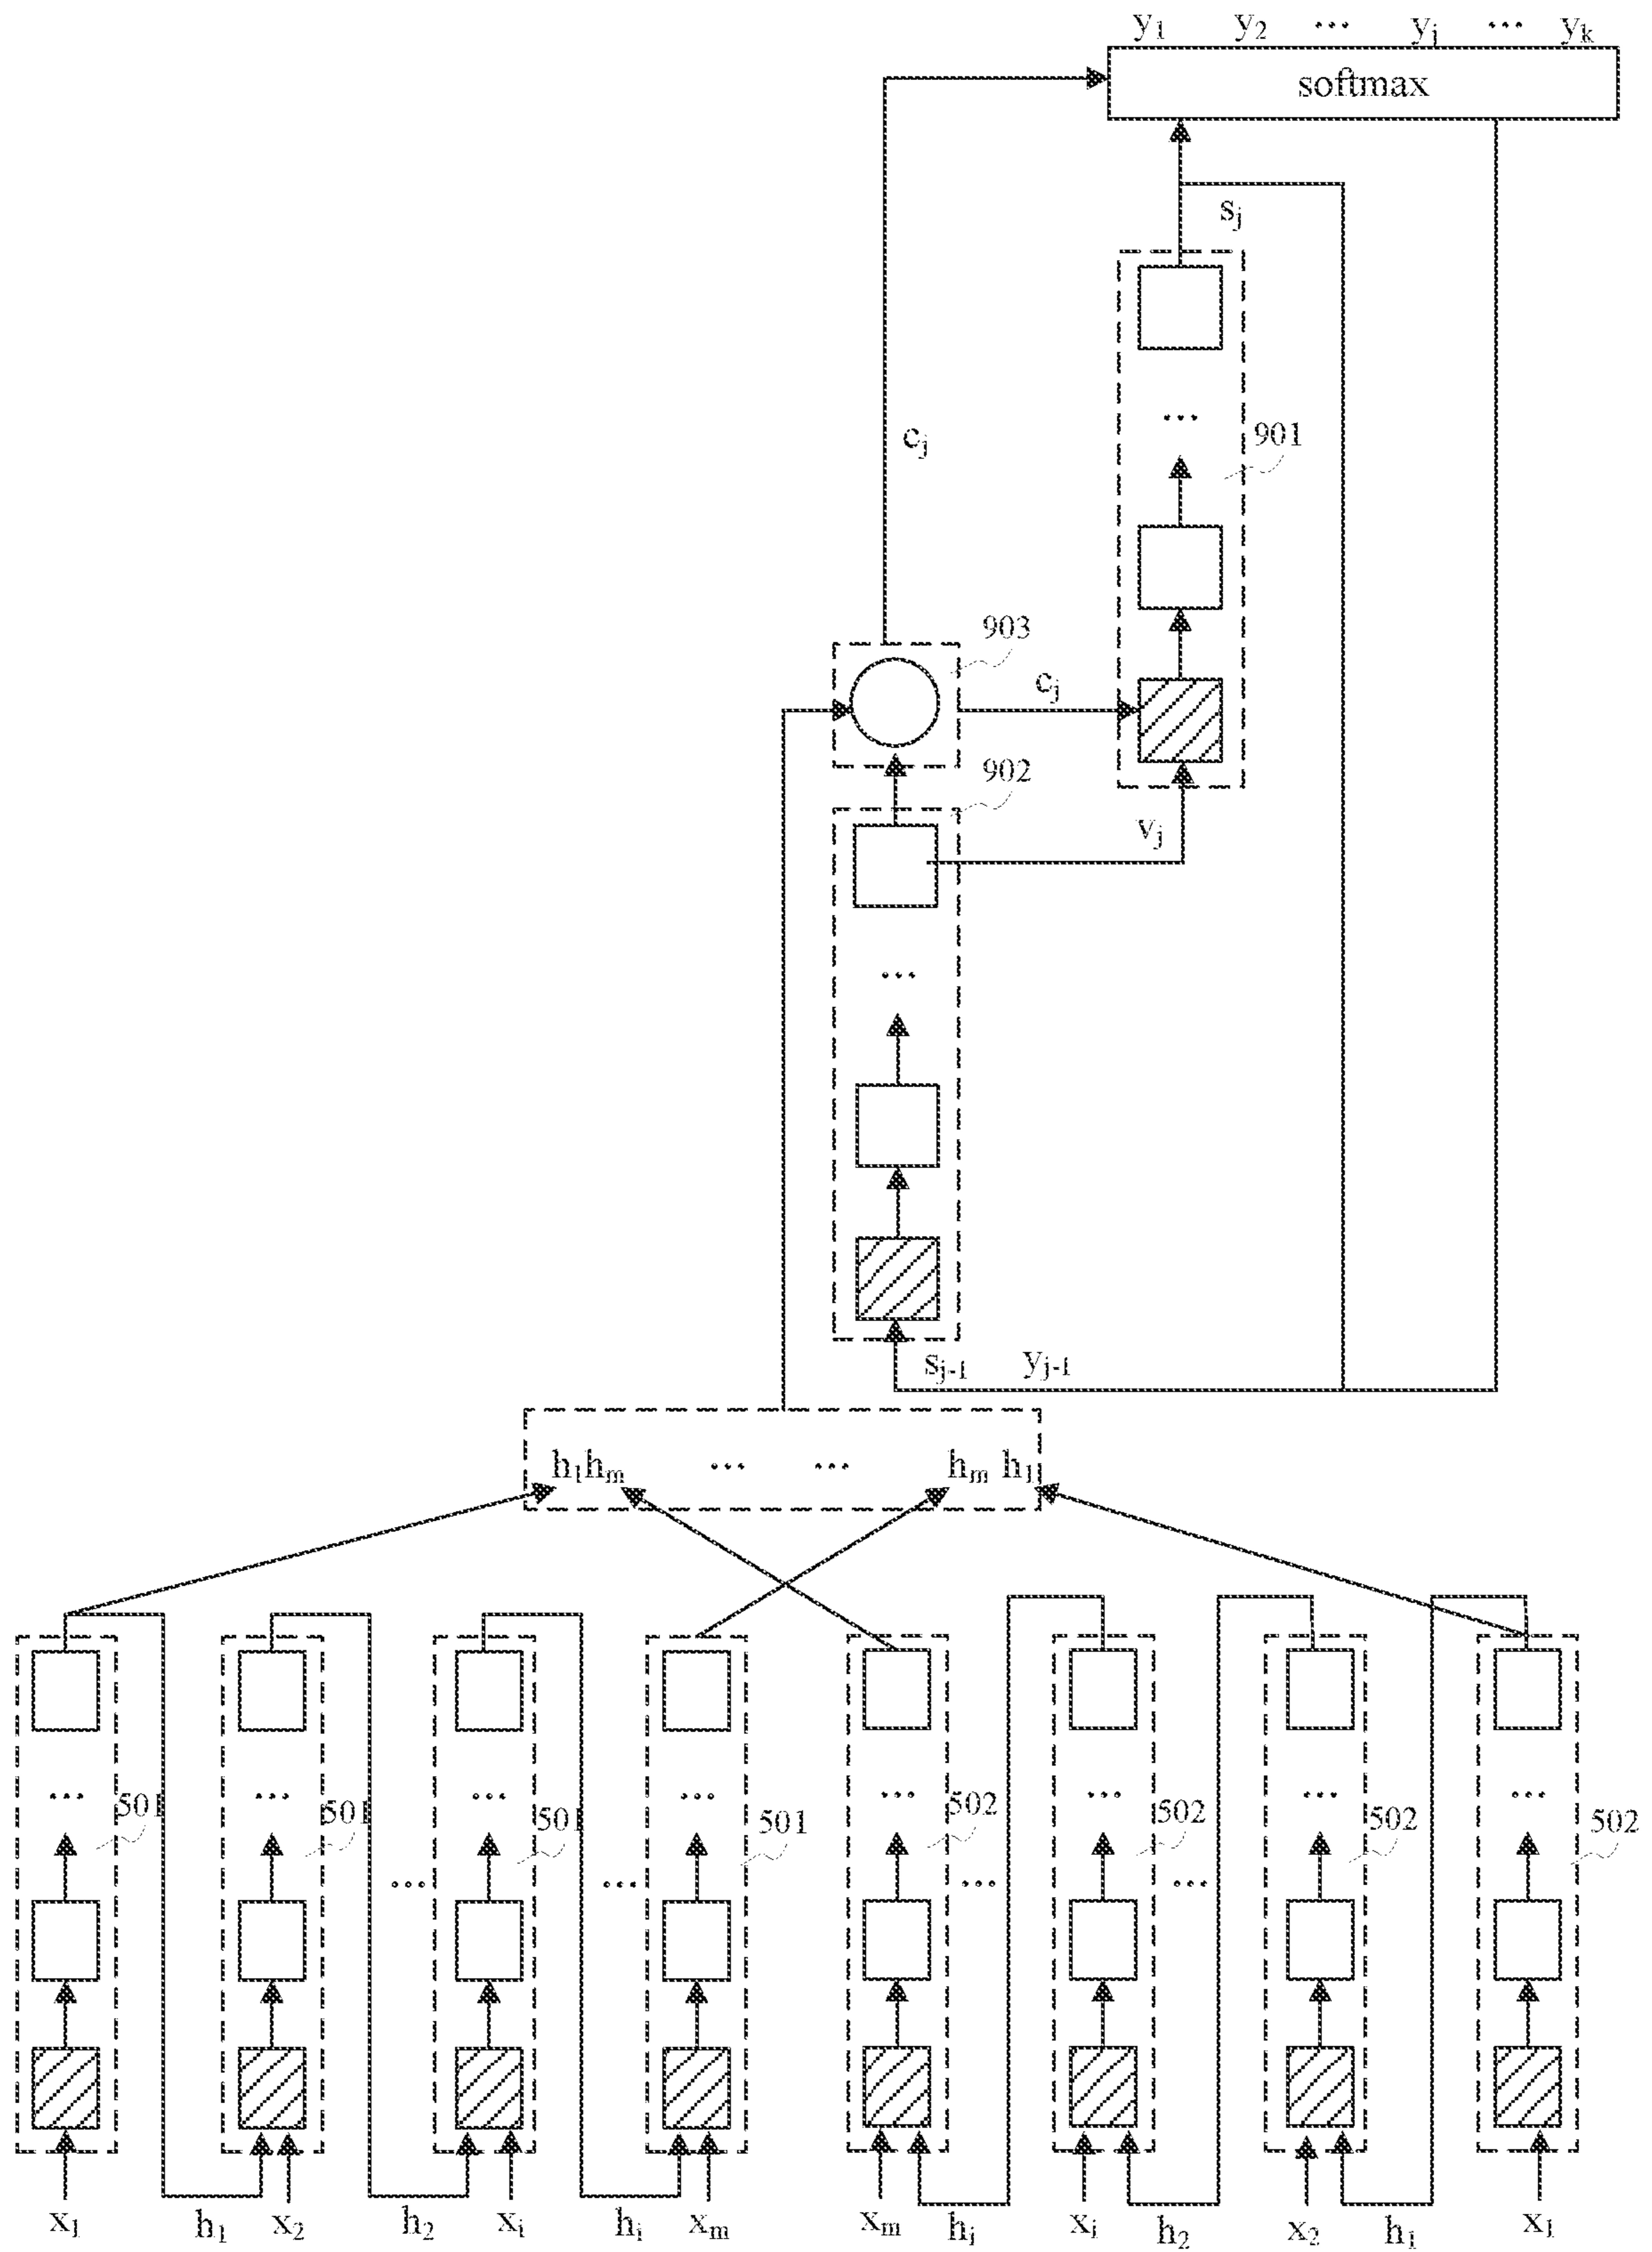 y₁ y₂ ... yⱼ ... yₖ
softmax
sⱼ
cⱼ
901
903
cⱼ
902
vⱼ
...
sⱼ₋₁ yⱼ₋₁
h₁hₘ ... ... hₘ h₁
... ... ... ... ... ... ... ...
501 501 501 501 502 502 502 502
... ... ... ...
x₁ h₁ x₂ h₂ xᵢ hᵢ xₘ xₘ hⱼ xⱼ h₂ x₂ h₁ x₁